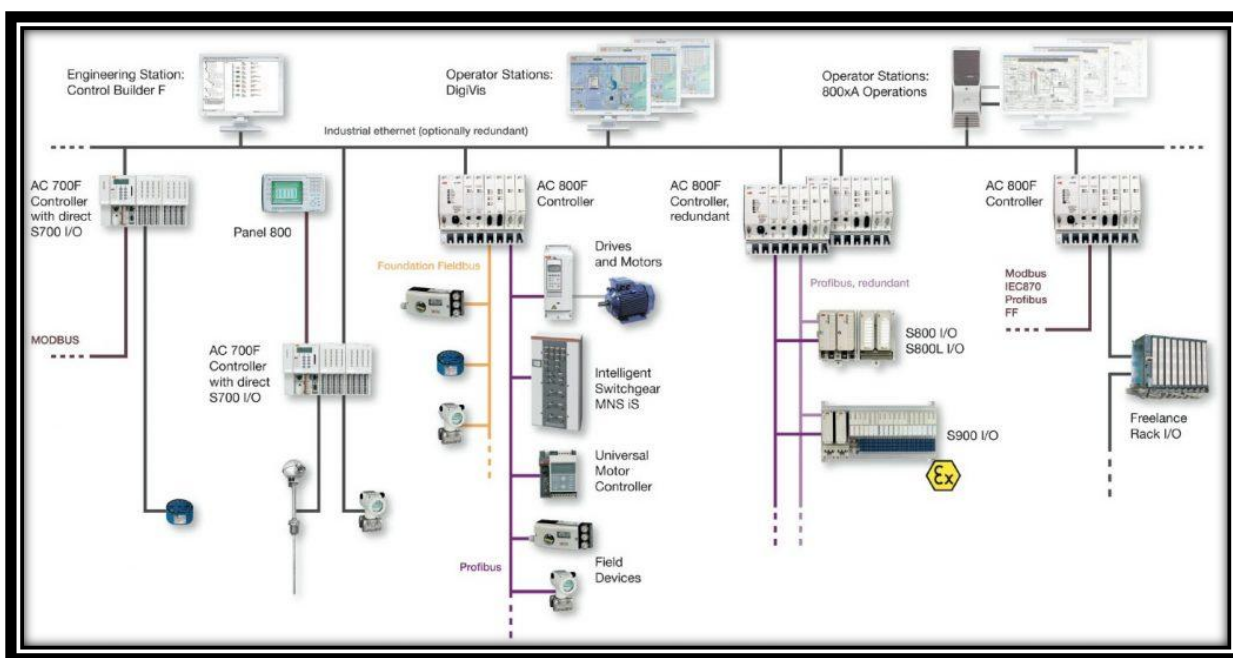 Engineering Station:
Control Builder F
Operator Stations:
DigiVis
Operator Stations:
800xA Operations
Industrial ethernet (optionally redundant)
AC 700F
Controller
with direct
S700 I/O
Panel 800
AC 800F
Controller
AC 800F
Controller,
redundant
AC 800F
Controller
Foundation Fieldbus
Drives
and Motors
Profibus, redundant
Modbus
IEC870
Profibus
FF
MODBUS
AC 700F
Controller
with direct
S700 I/O
S800 I/O
S800L I/O
Intelligent
Switchgear
MNS iS
Freelance
Rack I/O
S900 I/O
Universal
Motor
Controller
Ex
Profibus
Field
Devices